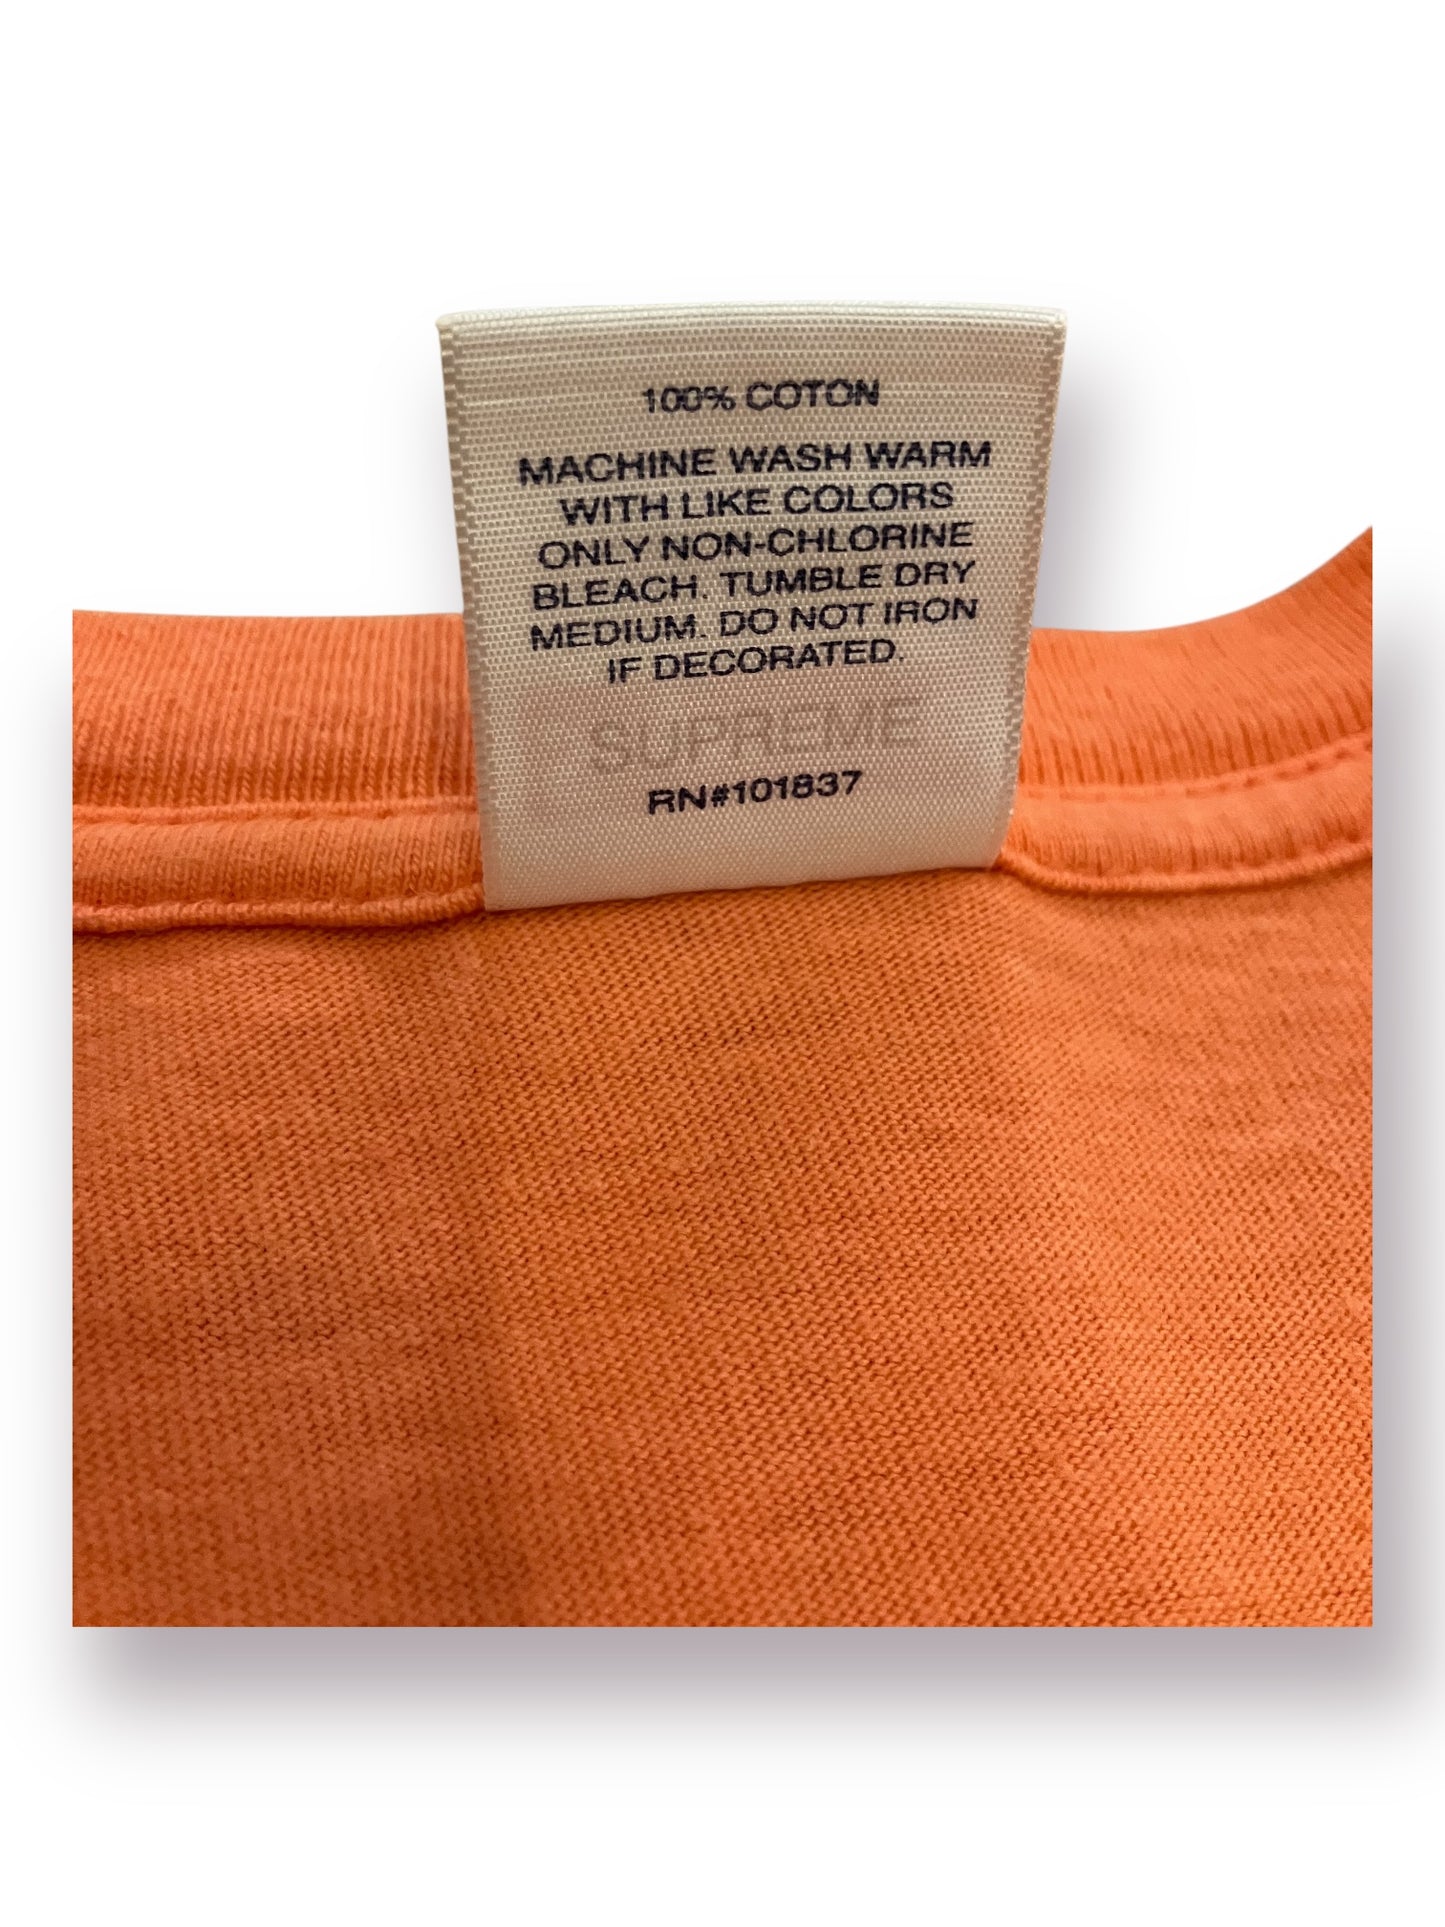 100% COTON
MACHINE WASH WARM
WITH LIKE COLORS
ONLY NON-CHLORINE
BLEACH. TUMBLE DRY
MEDIUM. DO NOT IRON
IF DECORATED.
SUPREME
RN#101837